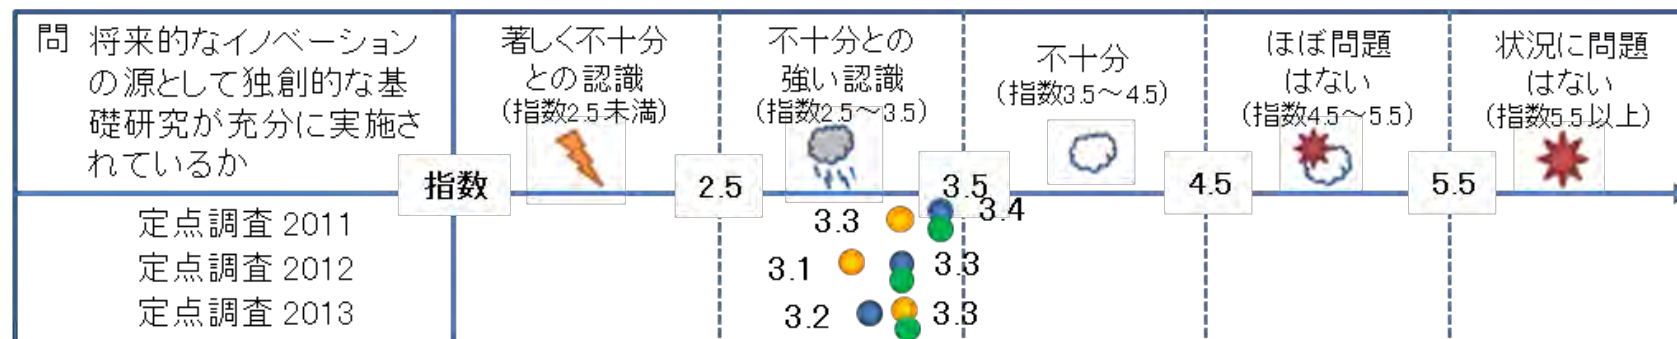 問 将来的なイノベーション
の源として独創的な基
礎研究が充分に実施さ
れているか
著しく不十分
との認識
(指数2.5未満)
不十分との
強い認識
(指数2.5～3.5)
不十分
(指数3.5～4.5)
ほぼ問題
はない
(指数4.5～5.5)
状況に問題
はない
(指数5.5以上)
指数
2.5
3.5
4.5
5.5
定点調査 2011
3.3
3.4
定点調査 2012
3.1
3.3
定点調査 2013
3.2
3.3